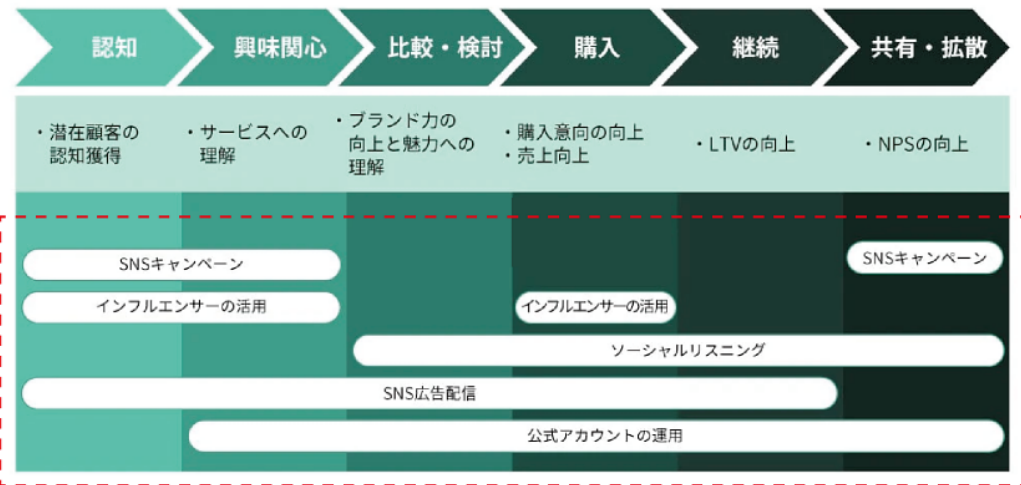 認知
興味関心
比較・検討
購入
継続
共有・拡散
・潜在顧客の
認知獲得
・サービスへの
理解
・ブランド力の
向上と魅力への
理解
・購入意向の向上
・売上向上
・LTVの向上
・NPSの向上
SNSキャンペーン
SNSキャンペーン
インフルエンサーの活用
インフルエンサーの活用
ソーシャルリスニング
SNS広告配信
公式アカウントの運用